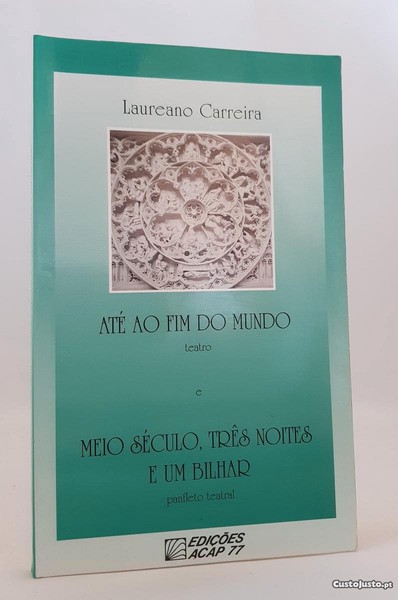 Laureano Carreira
ATÉ AO FIM DO MUNDO
teatro
e
MEIO SÉCULO, TRÊS NOITES
E UM BILHAR
panfleto teatral
EDIÇÕES
ACAP 77
CustoJusto.pt